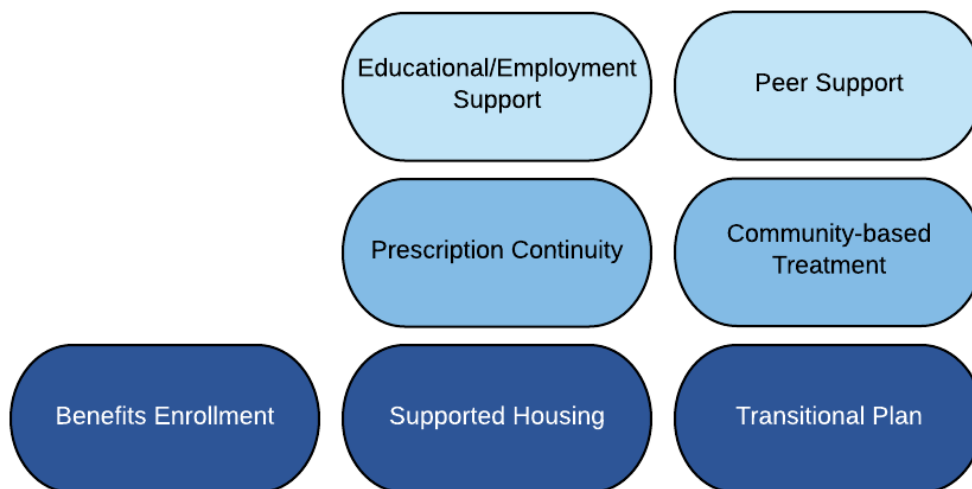 Educational/Employment
Support
Peer Support
Prescription Continuity
Community-based
Treatment
Benefits Enrollment
Supported Housing
Transitional Plan